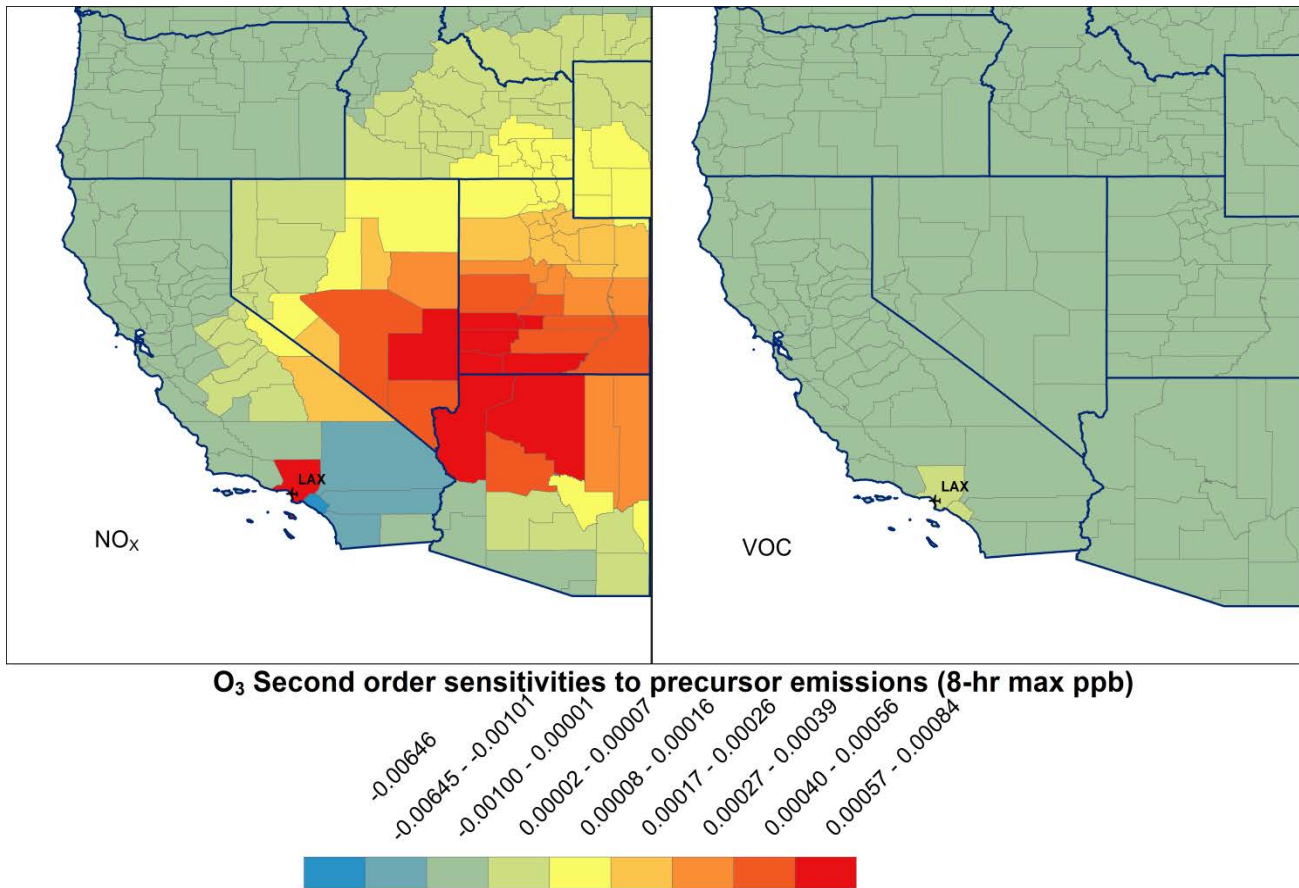 LAX
NOX
LAX
VOC
O3 Second order sensitivities to precursor emissions (8-hr max ppb)
-0.00646
-0.00645 - -0.00101
-0.00100 - 0.00001
0.00002 - 0.00007
0.00008 - 0.00016
0.00017 - 0.00026
0.00027 - 0.00039
0.00040 - 0.00056
0.00057 - 0.00084